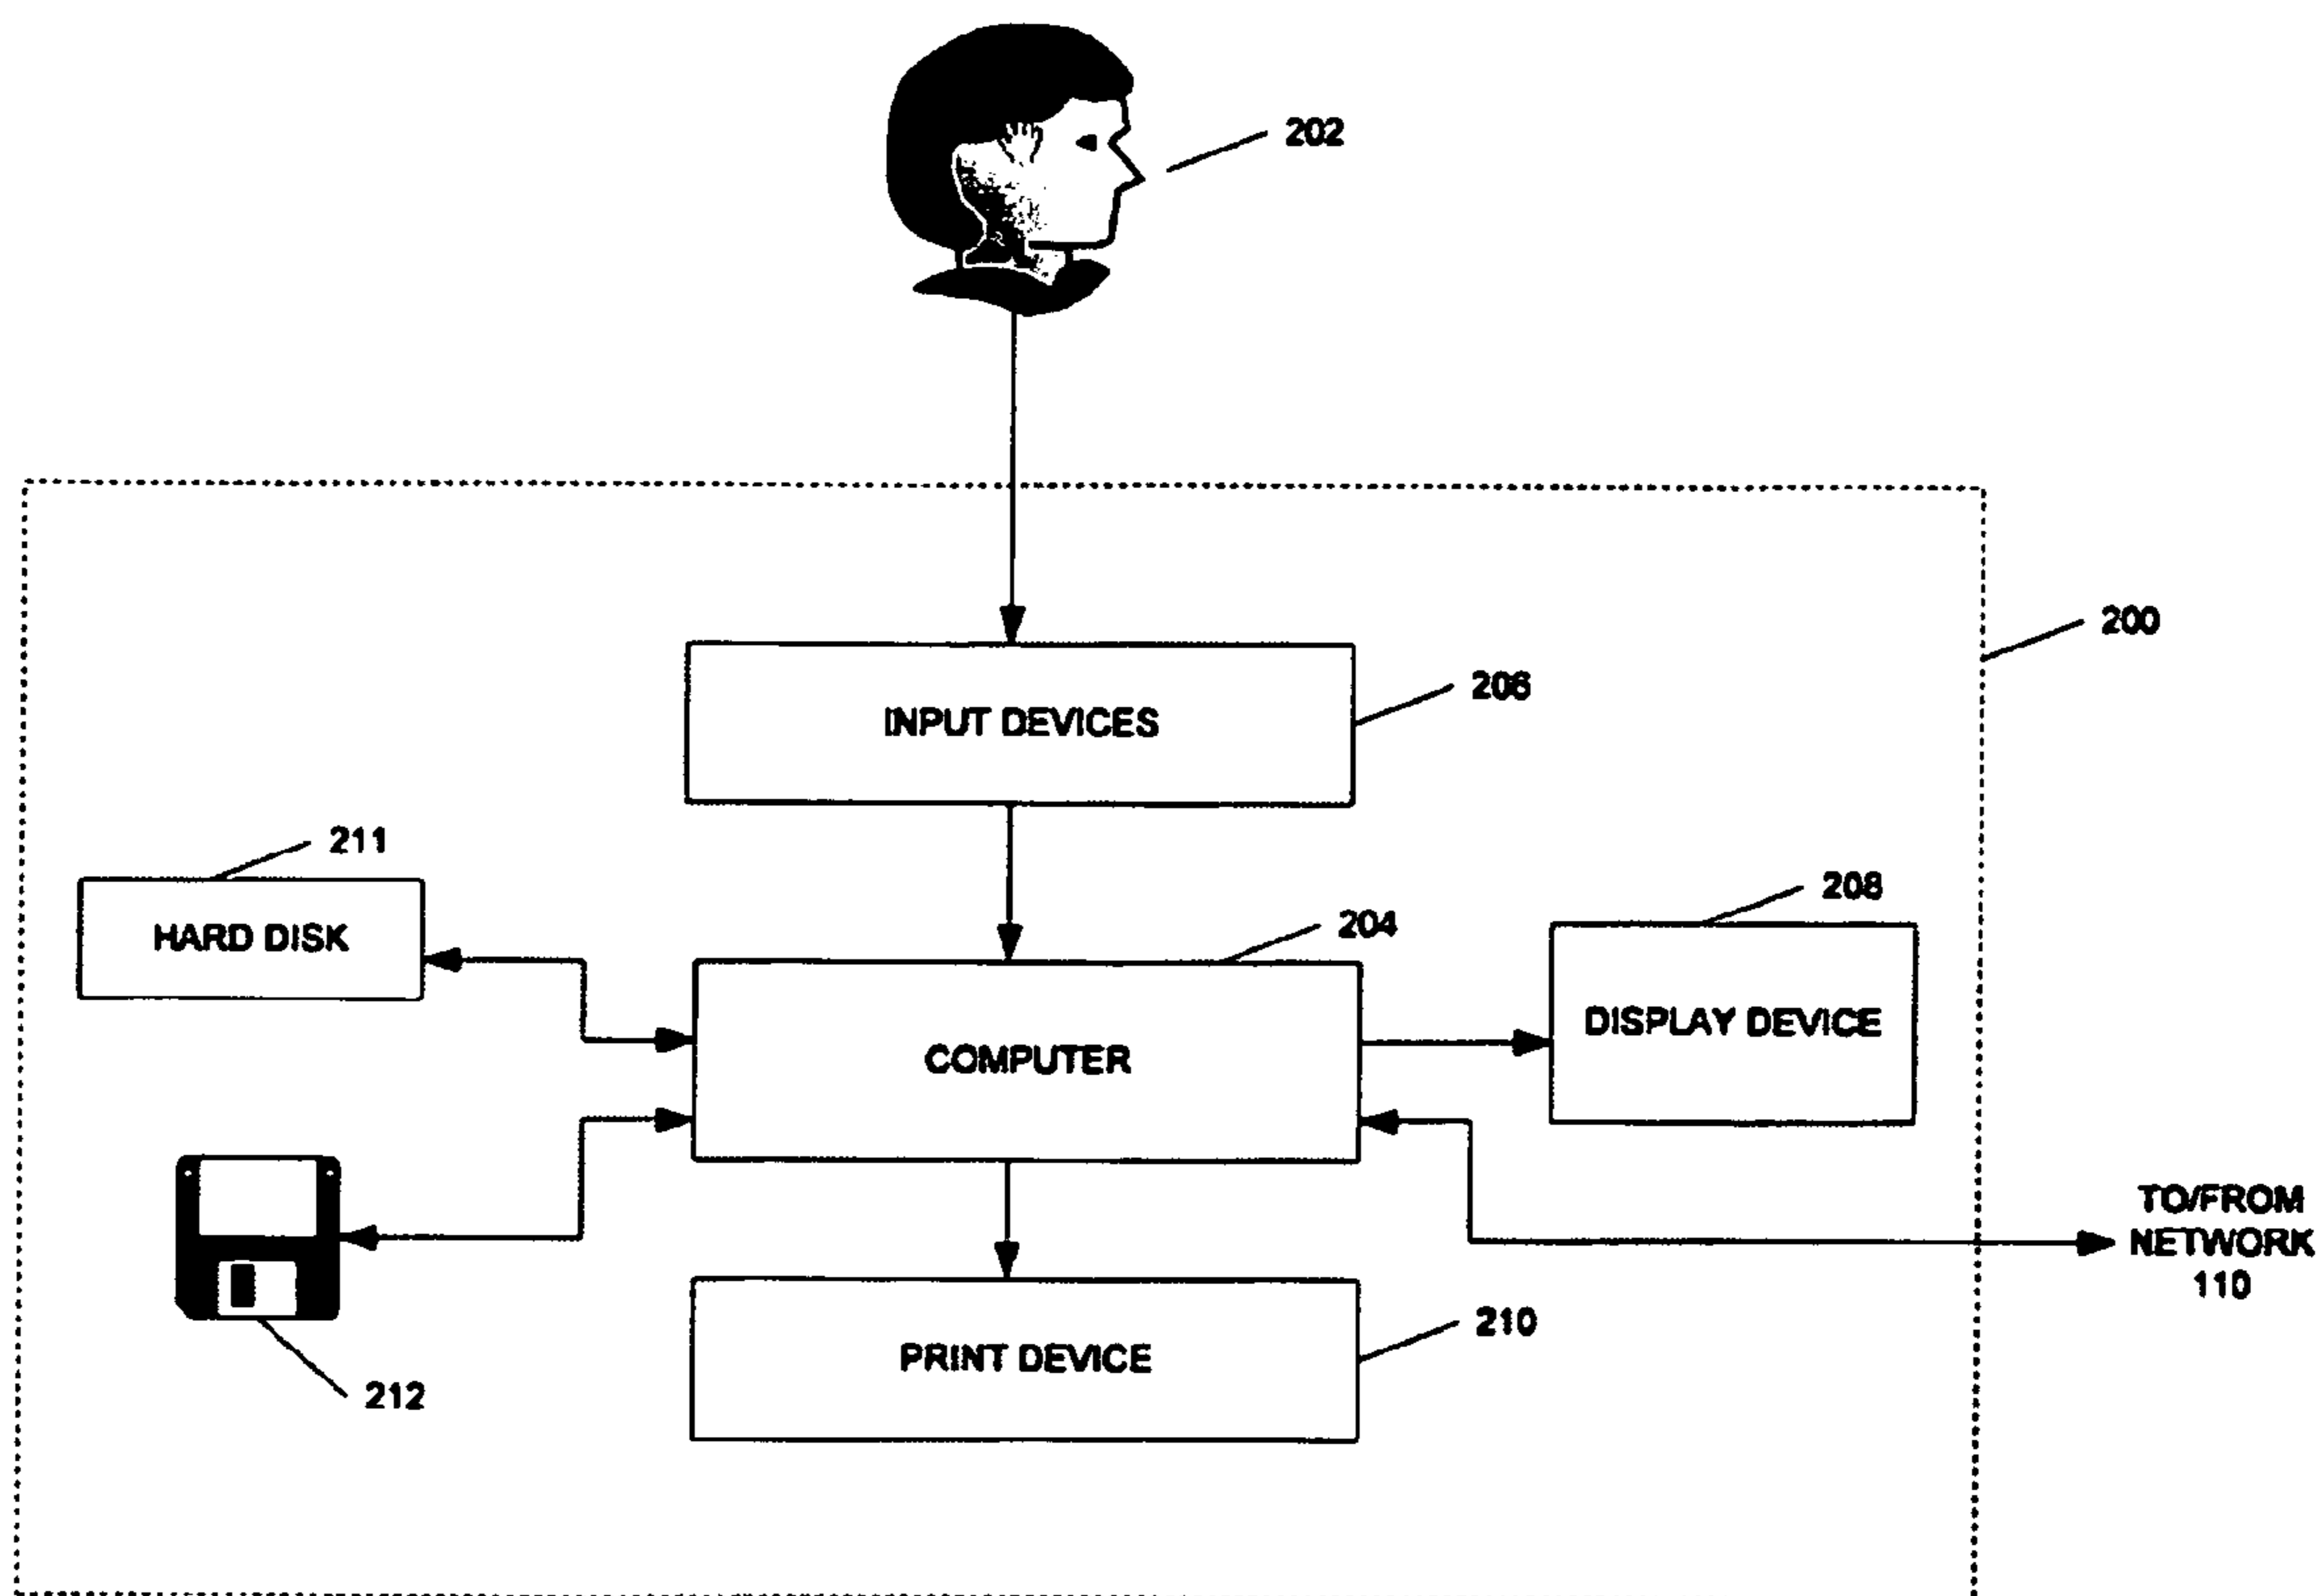 202
200
206
INPUT DEVICES
211
HARD DISK
204
208
DISPLAY DEVICE
COMPUTER
TO/FROM
NETWORK
110
210
PRINT DEVICE
212